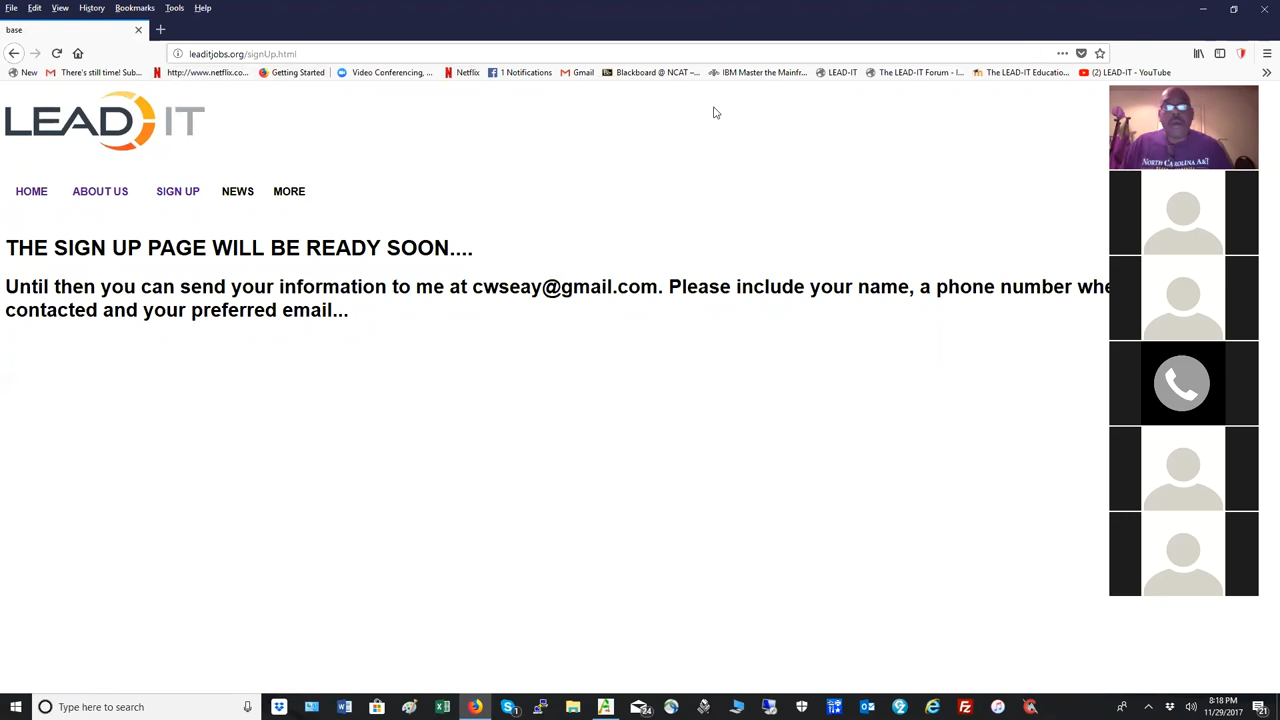 File Edit View History Bookmarks Tools Help
base
leaditjobs.org/signUp.html
New There's still time! Sub... http://www.netflix.co... Getting Started Video Conferencing, ... Netflix 1 Notifications Gmail Blackboard @ NCAT –... IBM Master the Mainfr... LEAD-IT The LEAD-IT Forum - I... The LEAD-IT Educatio... (2) LEAD-IT - YouTube
LEAD IT
NORTH CAROLINA A&T
HOME ABOUT US SIGN UP NEWS MORE
THE SIGN UP PAGE WILL BE READY SOON....
Until then you can send your information to me at cwseay@gmail.com. Please include your name, a phone number whe
contacted and your preferred email...
Type here to search
8:18 PM
11/29/2017